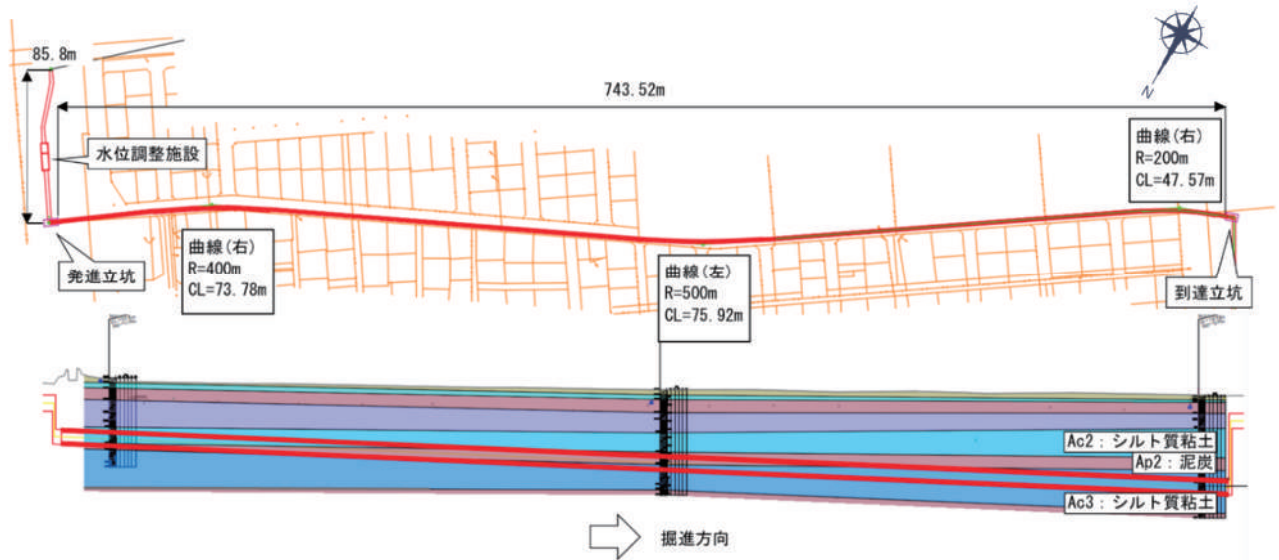 85.8m
743.52m
N
水位調整施設
発進立坑
曲線(右)
R=400m
CL=73.78m
曲線(左)
R=500m
CL=75.92m
曲線(右)
R=200m
CL=47.57m
到達立坑
Ac2:シルト質粘土
Ap2:泥炭
Ac3:シルト質粘土
掘進方向